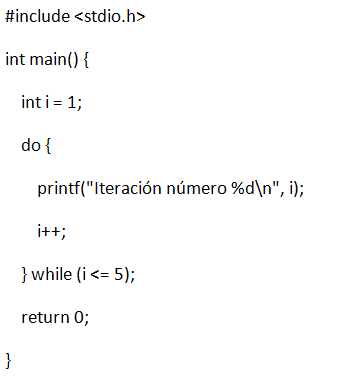 #include <stdio.h>
int main() {
int i = 1;
do {
printf("Iteración número %d\n", i);
i++;
} while (i <= 5);
return 0;
}